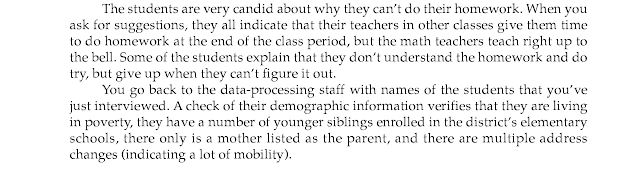 The students are very candid about why they can't do their homework. When you
ask for suggestions, they all indicate that their teachers in other classes give them time
to do homework at the end of the class period, but the math teachers teach right up to
the bell. Some of the students explain that they don't understand the homework and do
try, but give up when they can't figure it out.
You go back to the data-processing staff with names of the students that you've
just interviewed. A check of their demographic information verifies that they are living
in poverty, they have a number of younger siblings enrolled in the district's elementary
schools, there only is a mother listed as the parent, and there are multiple address
changes (indicating a lot of mobility).